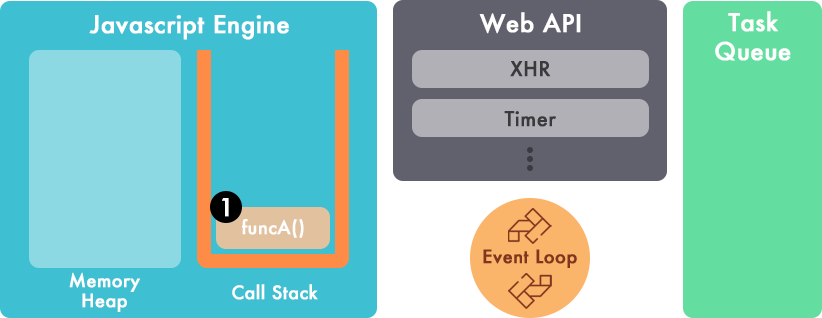 Javascript Engine
1
funcA()
Memory
Heap
Call Stack
Web API
XHR
Timer
Event Loop
Task
Queue